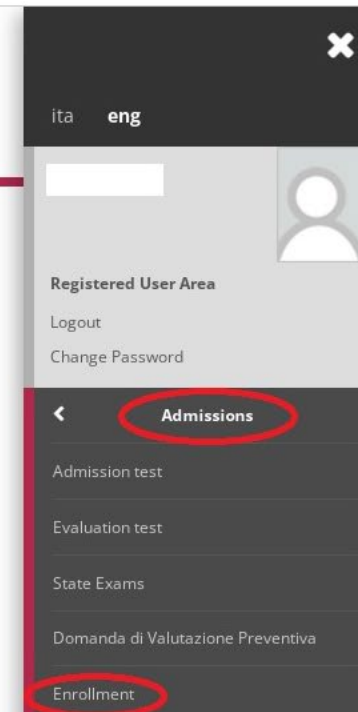 ita eng
Registered User Area
Logout
Change Password
Admissions
Admission test
Evaluation test
State Exams
Domanda di Valutazione Preventiva
Enrollment